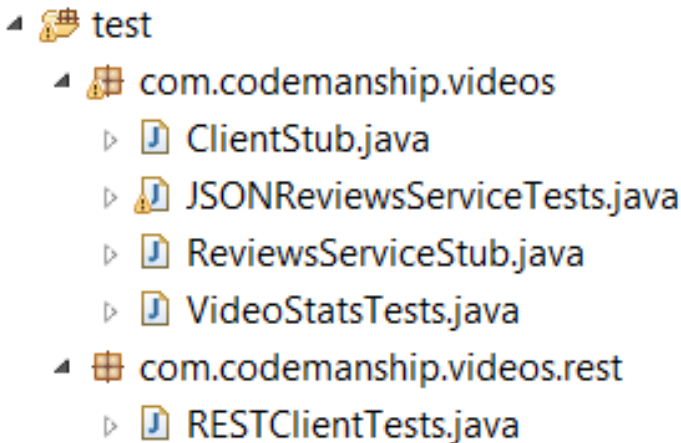 test
com.codemanship.videos
ClientStub.java
JSONReviewsServiceTests.java
ReviewsServiceStub.java
VideoStatsTests.java
com.codemanship.videos.rest
RESTClientTests.java